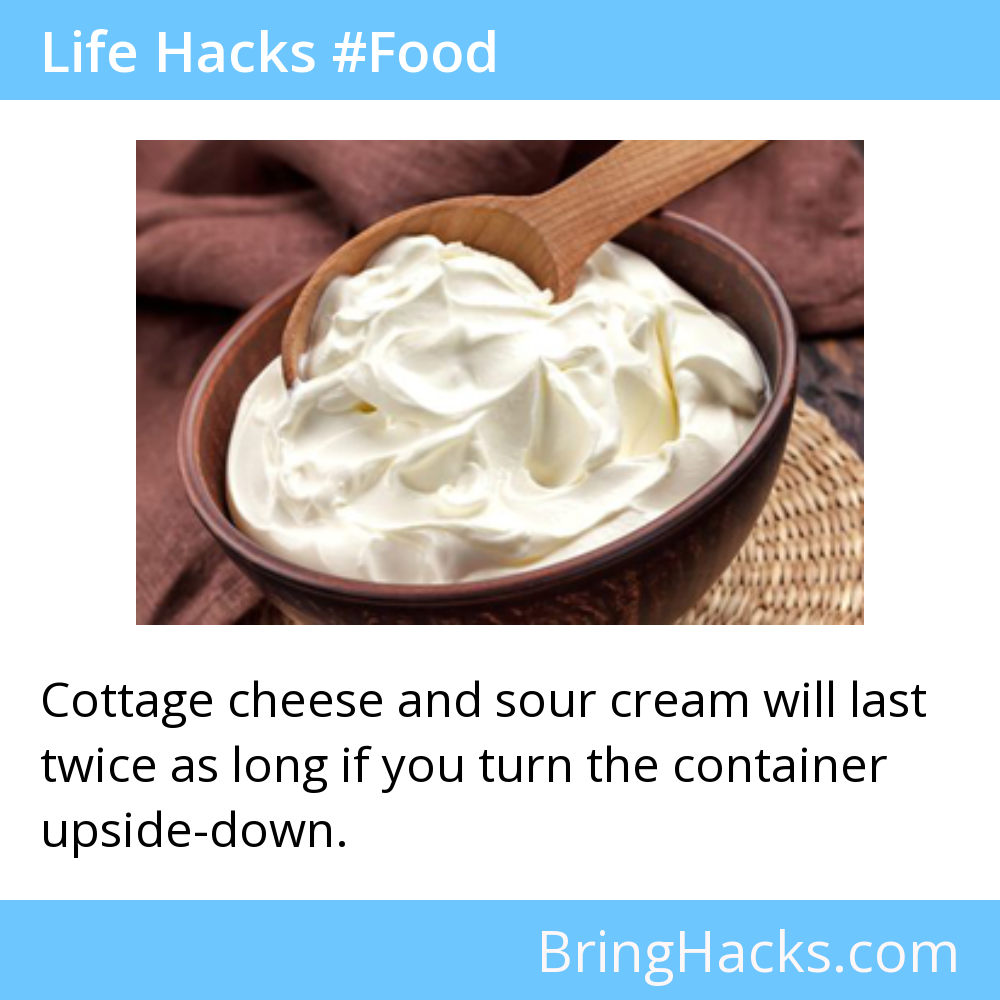 Life Hacks #Food
Cottage cheese and sour cream will last
twice as long if you turn the container
upside-down.
BringHacks.com